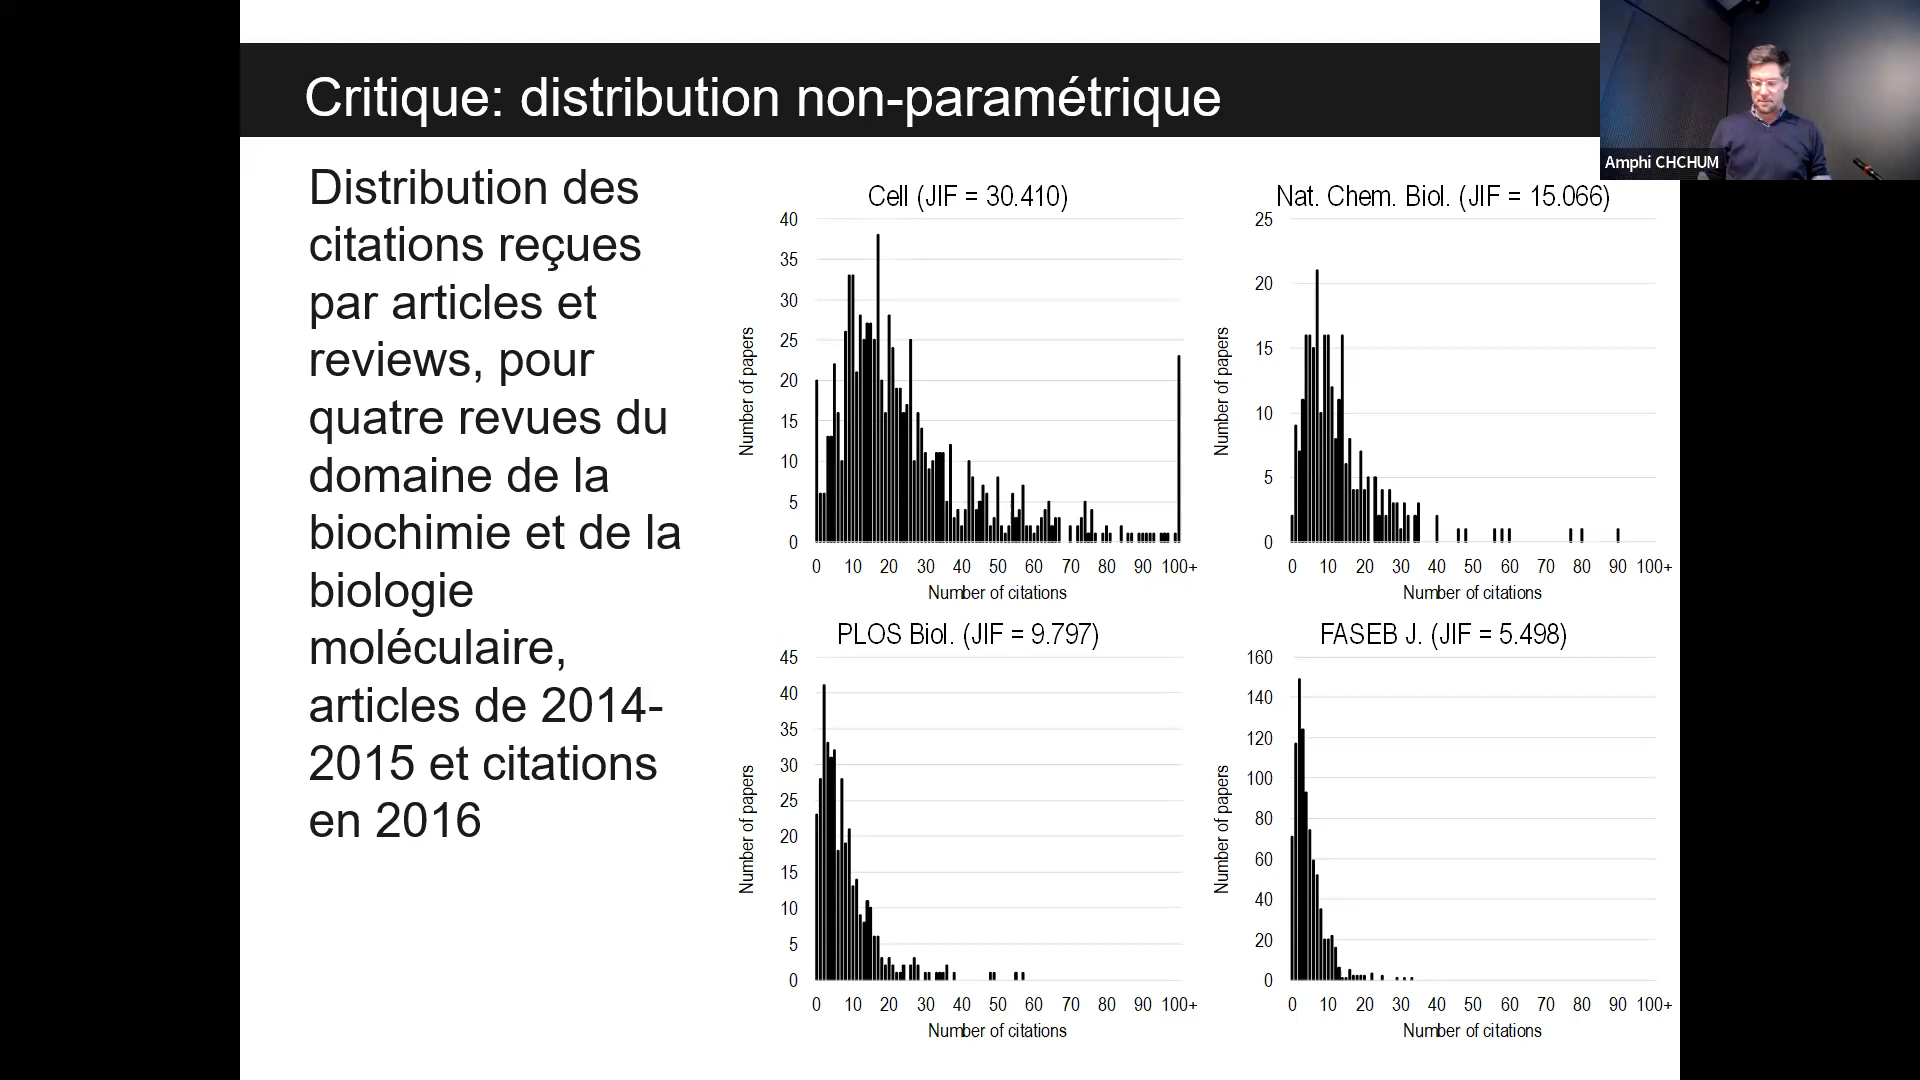 Critique: distribution non-paramétrique
Amphi CHCHUM
Distribution des
citations reçues
par articles et
reviews, pour
quatre revues du
domaine de la
biochimie et de la
biologie
moléculaire,
articles de 2014-
2015 et citations
en 2016
Cell (JIF = 30.410)
40
35
30
25
20
15
10
5
0
Number of papers
0 10 20 30 40 50 60 70 80 90 100+
Number of citations
Nat. Chem. Biol. (JIF = 15.066)
25
20
15
10
5
0
Number of papers
0 10 20 30 40 50 60 70 80 90 100+
Number of citations
PLOS Biol. (JIF = 9.797)
45
40
35
30
25
20
15
10
5
0
Number of papers
0 10 20 30 40 50 60 70 80 90 100+
Number of citations
FASEB J. (JIF = 5.498)
160
140
120
100
80
60
40
20
0
Number of papers
0 10 20 30 40 50 60 70 80 90 100+
Number of citations